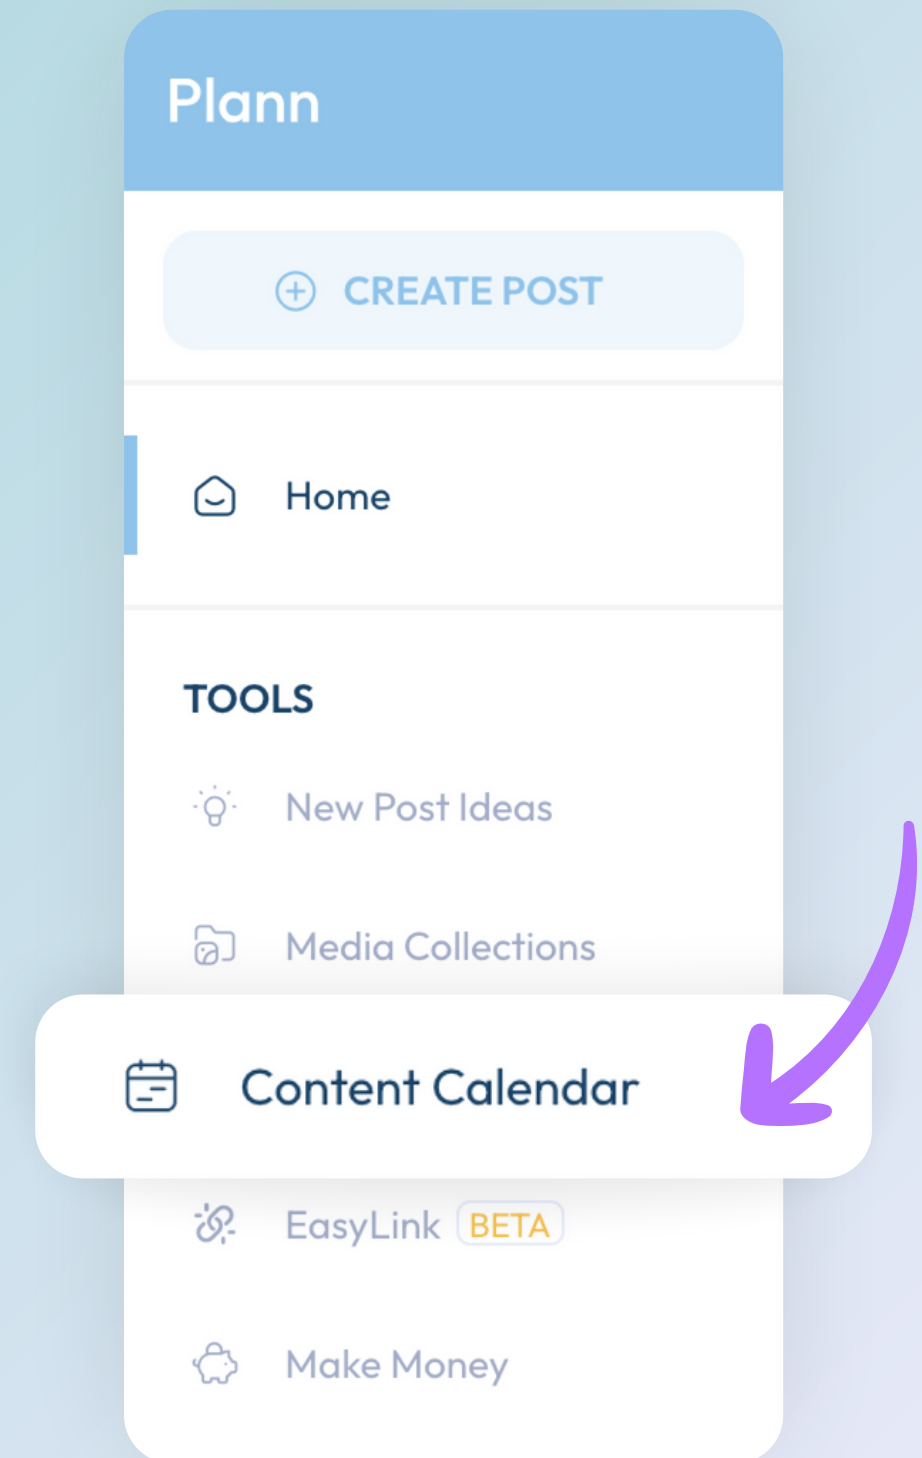 Plann
CREATE POST
Home
TOOLS
New Post Ideas
Media Collections
Content Calendar
EasyLink BETA
Make Money